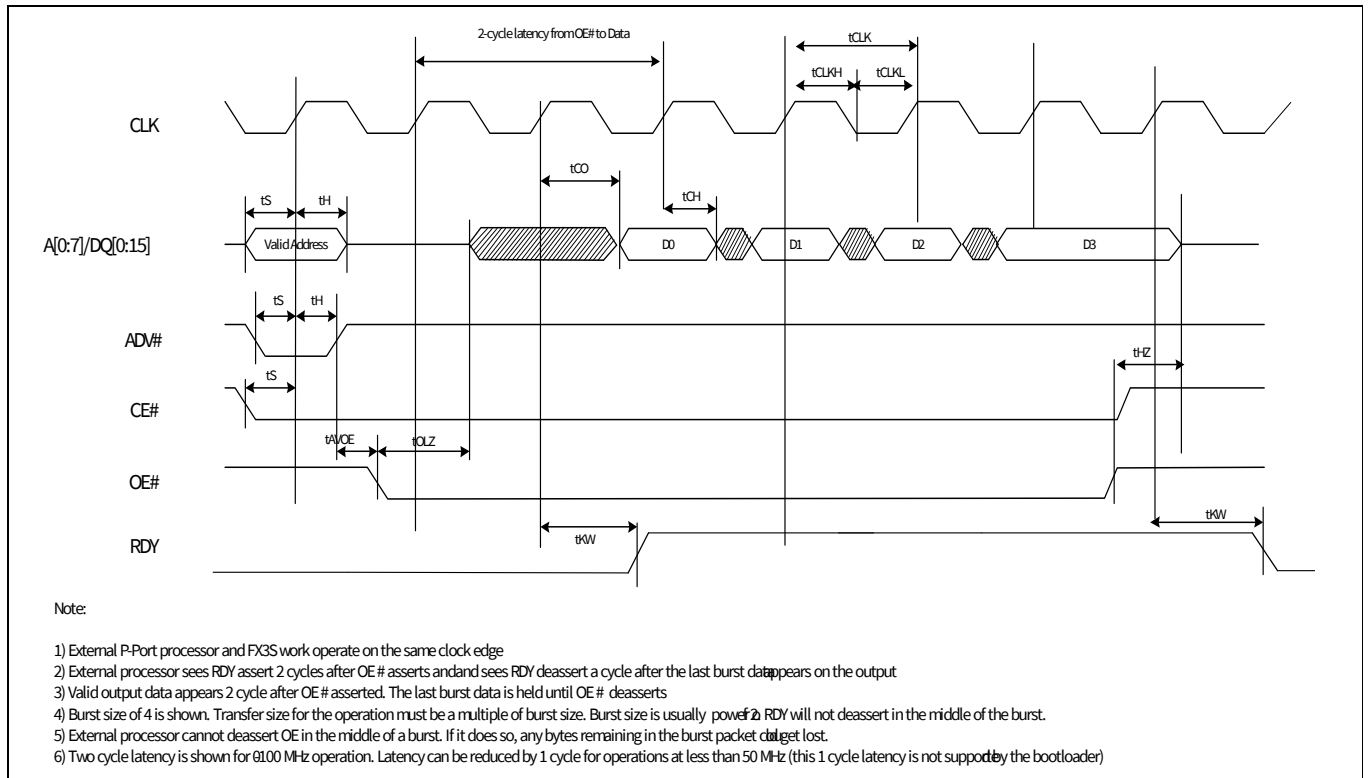 2-cycle latency from OE# to Data
tCLK
tCLKH
tCLKL
CLK
tCO
tCH
tS
tH
A[0:7]/DQ[0:15]
Valid Address
D0
D1
D2
D3
tS
tH
ADV#
tHZ
tS
CE#
tAVOE
tOLZ
OE#
tKW
tKW
RDY
Note:
1) External P-Port processor and FX3S work operate on the same clock edge
2) External processor sees RDY assert 2 cycles after OE # asserts andand sees RDY deassert a cycle after the last burst data appears on the output
3) Valid output data appears 2 cycle after OE # asserted. The last burst data is held until OE # deasserts
4) Burst size of 4 is shown. Transfer size for the operation must be a multiple of burst size. Burst size is usually power RDY will not deassert in the middle of the burst.
5) External processor cannot deassert OE in the middle of a burst. If it does so, any bytes remaining in the burst packet get lost.
6) Two cycle latency is shown for 0-100 MHz operation. Latency can be reduced by 1 cycle for operations at less than 50 MHz (this 1 cycle latency is not supported by the bootloader)